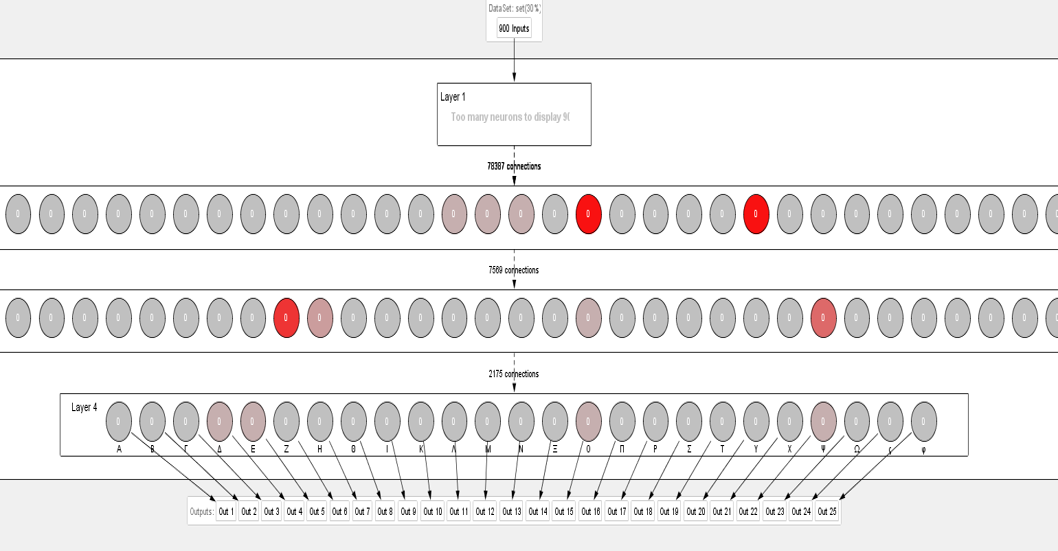 DataSet: set(30%)
900 Inputs
Layer 1
Too many neurons to display 9(
78387 connections
0 0 0 0 0 0 0 0 0 0 0 0 0 0 0 0 0 0 0 0 0 0 0 0 0 0 0 0 0 0 0 0
7569 connections
0 0 0 0 0 0 0 0 0 0 0 0 0 0 0 0 0 0 0 0 0 0 0 0 0 0 0 0 0 0 0 0
2175 connections
Layer 4
0 0 0 0 0 0 0 0 0 0 0 0 0 0 0 0 0 0 0 0 0 0 0 0 0
Α Β Γ Δ Ε Ζ Η Θ Ι Κ Λ Μ Ν Ξ Ο Π Ρ Σ Τ Υ Χ Ψ Ω ς φ
Outputs: Out 1 Out 2 Out 3 Out 4 Out 5 Out 6 Out 7 Out 8 Out 9 Out 10 Out 11 Out 12 Out 13 Out 14 Out 15 Out 16 Out 17 Out 18 Out 19 Out 20 Out 21 Out 22 Out 23 Out 24 Out 25